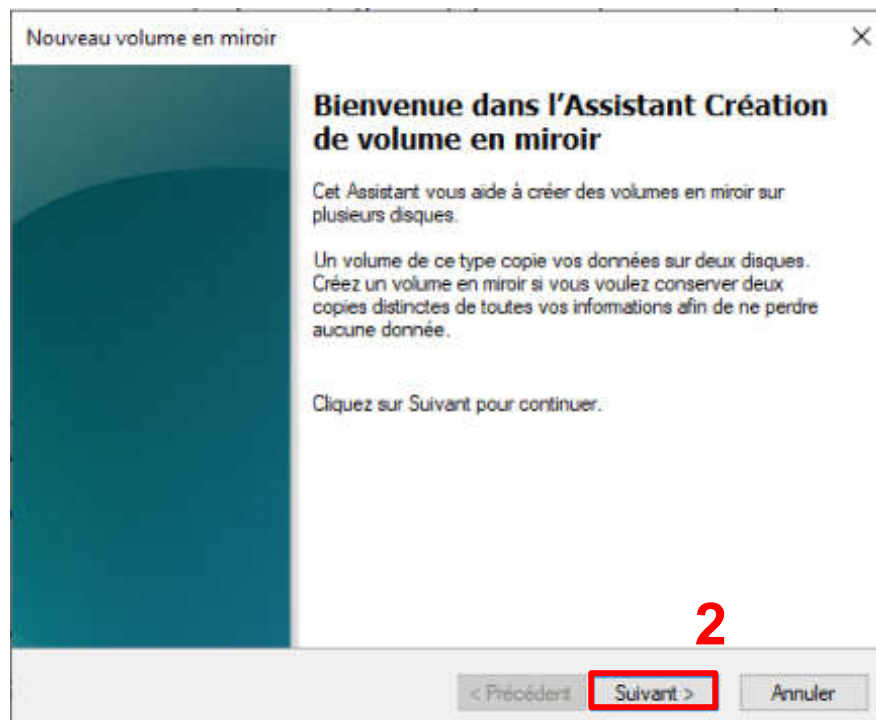 Nouveau volume en miroir
Bienvenue dans l'Assistant Création
de volume en miroir
Cet Assistant vous aide à créer des volumes en miroir sur
plusieurs disques.
Un volume de ce type copie vos données sur deux disques.
Créez un volume en miroir si vous voulez conserver deux
copies distinctes de toutes vos informations afin de ne perdre
aucune donnée.
Cliquez sur Suivant pour continuer.
2
< Précédent Suivant > Annuler